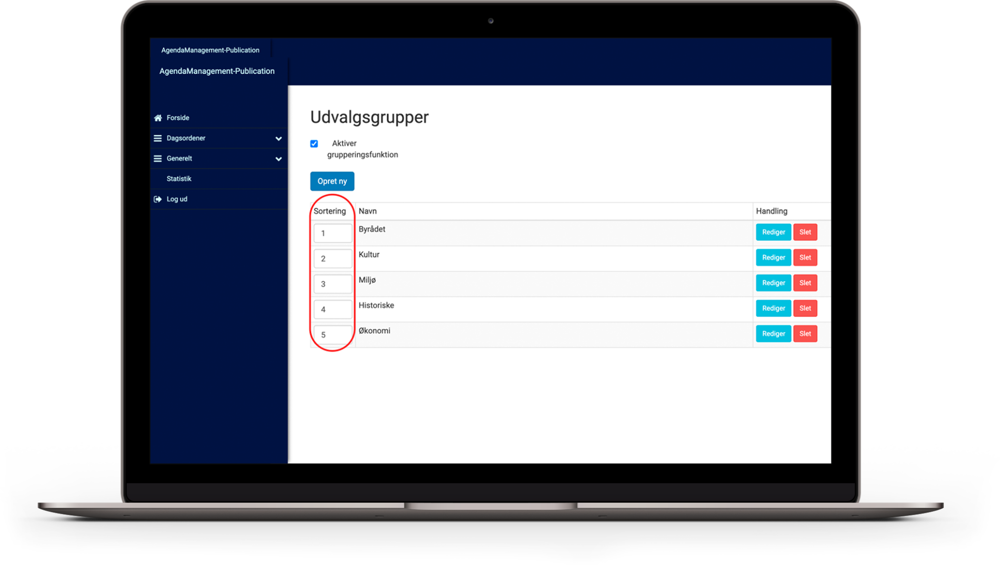 AgendaManagement-Publication
AgendaManagement-Publication
Forside
Dagsordener
Generelt
Statistik
Log ud
Udvalgsgrupper
Aktiver
grupperingsfunktion
Opret ny
Sortering Navn Handling
1 Byrådet Rediger Slet
2 Kultur Rediger Slet
3 Miljø Rediger Slet
4 Historiske Rediger Slet
5 Økonomi Rediger Slet